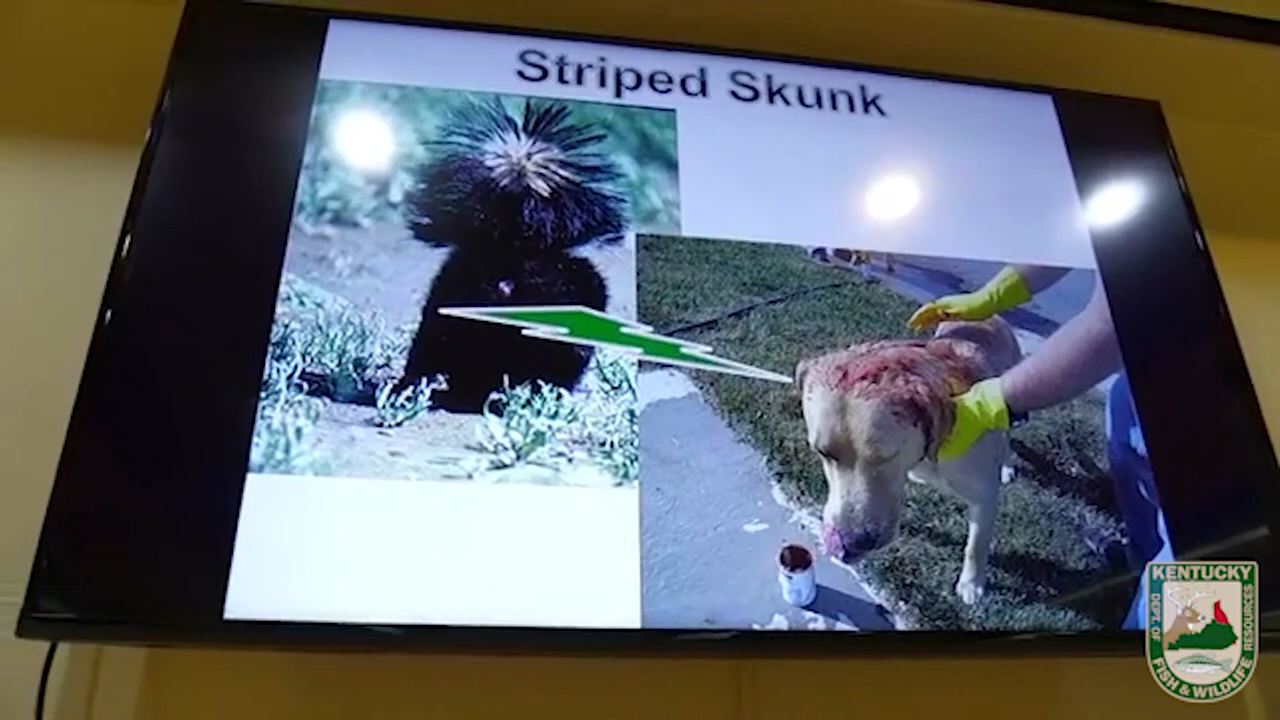 Striped Skunk
KENTUCKY
DEPT. OF
FISH & WILDLIFE
RESOURCES